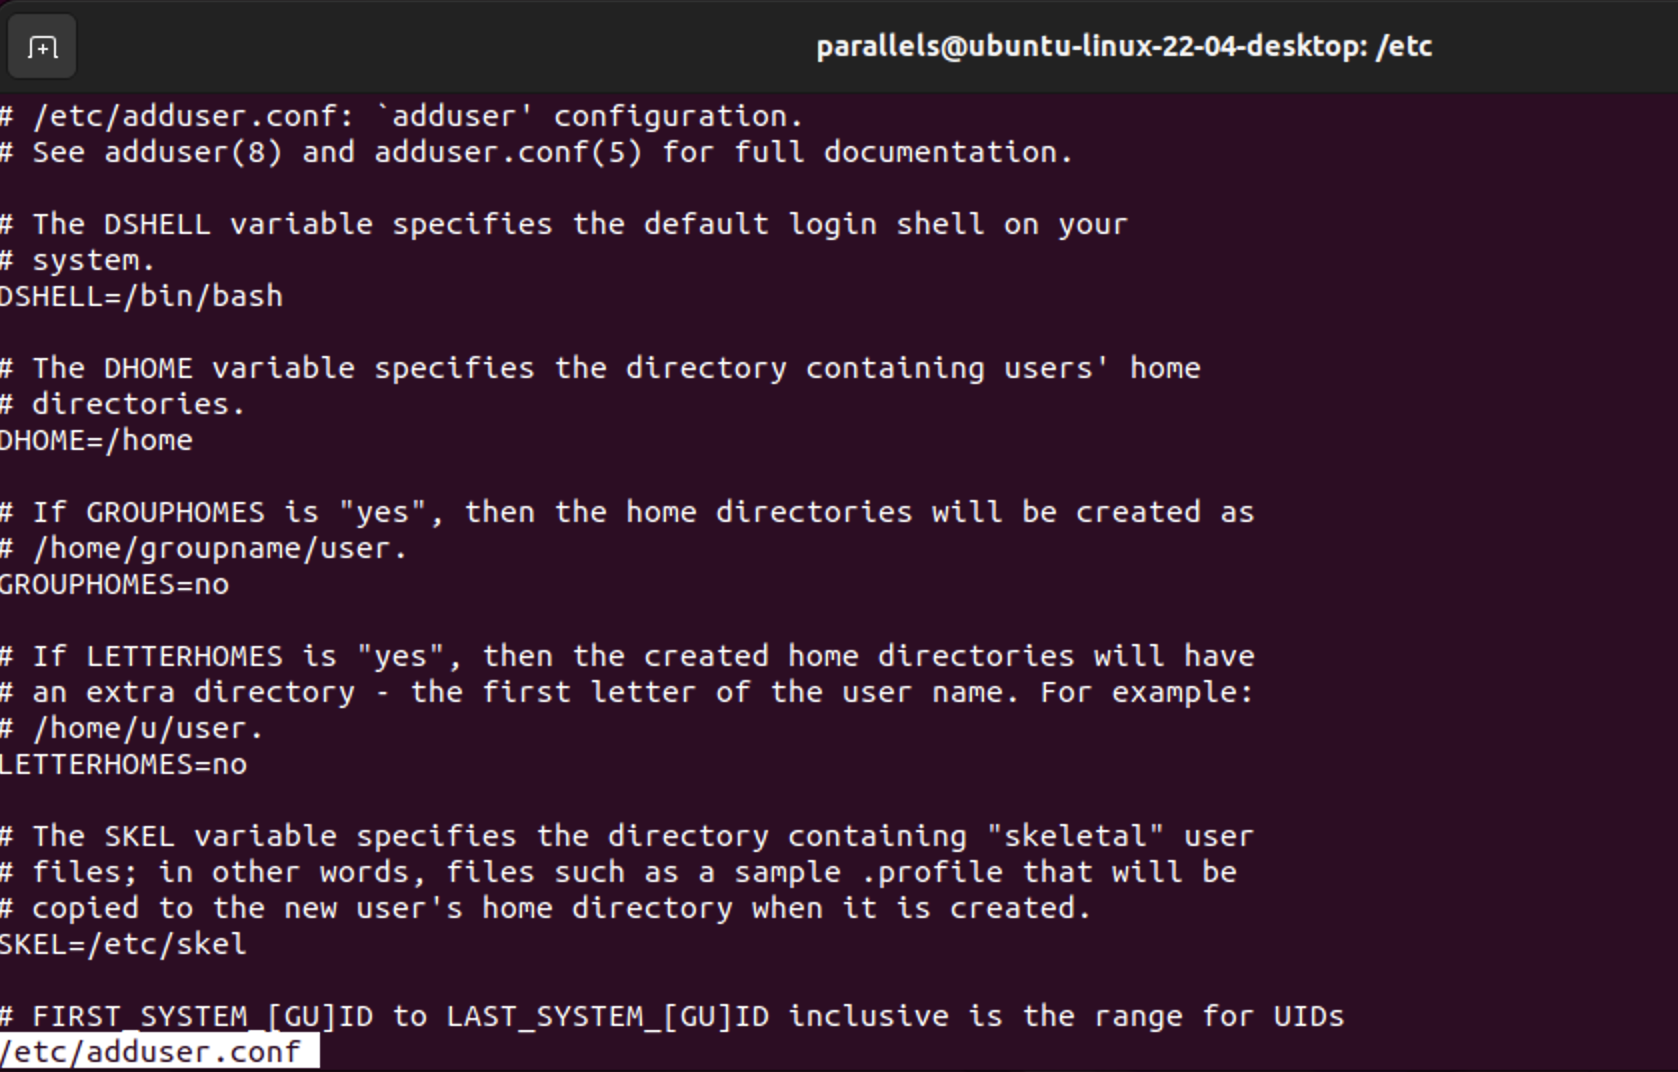 parallels@ubuntu-linux-22-04-desktop: /etc
# /etc/adduser.conf: `adduser' configuration.
# See adduser(8) and adduser.conf(5) for full documentation.
# The DSHELL variable specifies the default login shell on your
# system.
DSHELL=/bin/bash
# The DHOME variable specifies the directory containing users' home
# directories.
DHOME=/home
# If GROUPHOMES is "yes", then the home directories will be created as
# /home/groupname/user.
GROUPHOMES=no
# If LETTERHOMES is "yes", then the created home directories will have
# an extra directory - the first letter of the user name. For example:
# /home/u/user.
LETTERHOMES=no
# The SKEL variable specifies the directory containing "skeletal" user
# files; in other words, files such as a sample .profile that will be
# copied to the new user's home directory when it is created.
SKEL=/etc/skel
# FIRST_SYSTEM_[GU]ID to LAST_SYSTEM_[GU]ID inclusive is the range for UIDs
/etc/adduser.conf